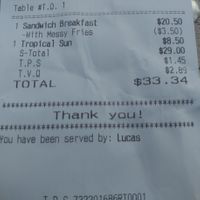 Table #T.O. 1
1 Sandwich Breakfast $20.50
-With Messy Fries ($3.50)
1 Tropical Sun $8.50
S-Total $29.00
T.P.S $1.45
T.V.Q $2.89
TOTAL $33.34
Thank you!
You have been served by: Lucas